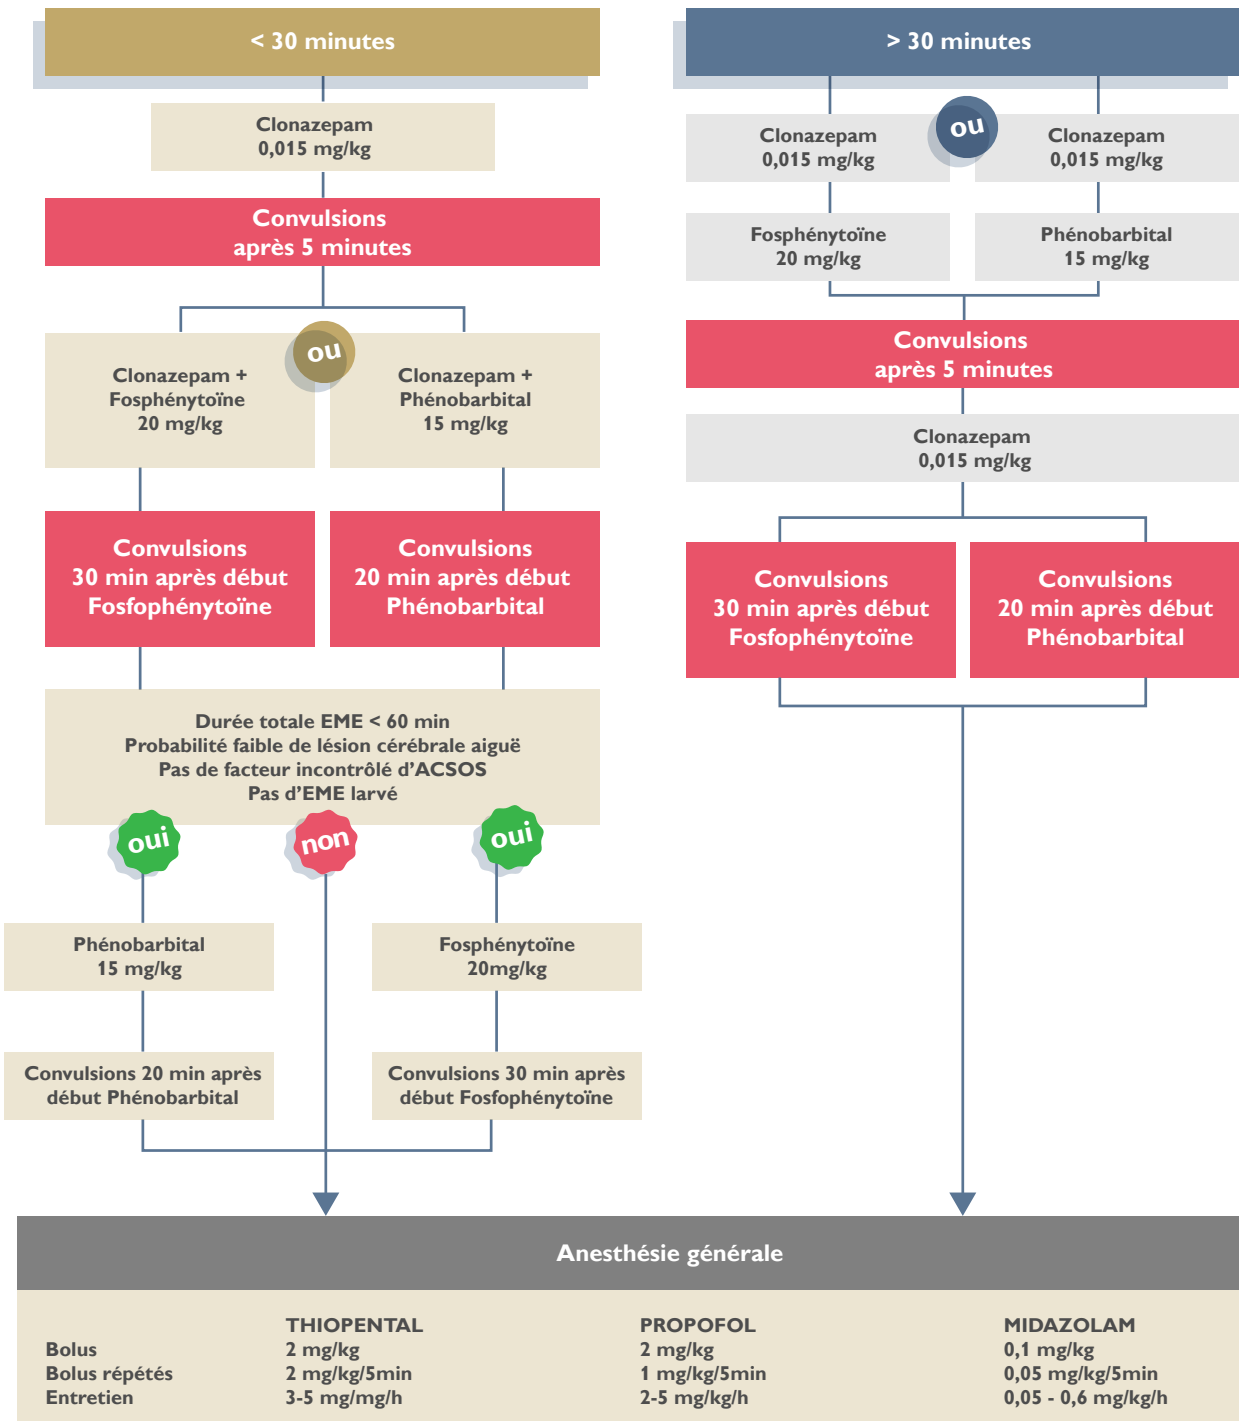 < 30 minutes
Clonazepam
0,015 mg/kg
Convulsions
après 5 minutes
ou
Clonazepam +
Fosphénytoïne
20 mg/kg
Clonazepam +
Phénobarbital
15 mg/kg
Convulsions
30 min après début
Fosfophénytoïne
Convulsions
20 min après début
Phénobarbital
Durée totale EME < 60 min
Probabilité faible de lésion cérébrale aiguë
Pas de facteur incontrôlé d’ACSOS
Pas d’EME larvé
oui
non
oui
Phénobarbital
15 mg/kg
Fosphénytoïne
20mg/kg
Convulsions 20 min après
début Phénobarbital
Convulsions 30 min après
début Fosfophénytoïne
> 30 minutes
Clonazepam
0,015 mg/kg
ou
Clonazepam
0,015 mg/kg
Fosphénytoïne
20 mg/kg
Phénobarbital
15 mg/kg
Convulsions
après 5 minutes
Clonazepam
0,015 mg/kg
Convulsions
30 min après début
Fosfophénytoïne
Convulsions
20 min après début
Phénobarbital
Anesthésie générale
THIOPENTAL PROPOFOL MIDAZOLAM
Bolus 2 mg/kg 2 mg/kg 0,1 mg/kg
Bolus répétés 2 mg/kg/5min 1 mg/kg/5min 0,05 mg/kg/5min
Entretien 3-5 mg/mg/h 2-5 mg/kg/h 0,05 - 0,6 mg/kg/h